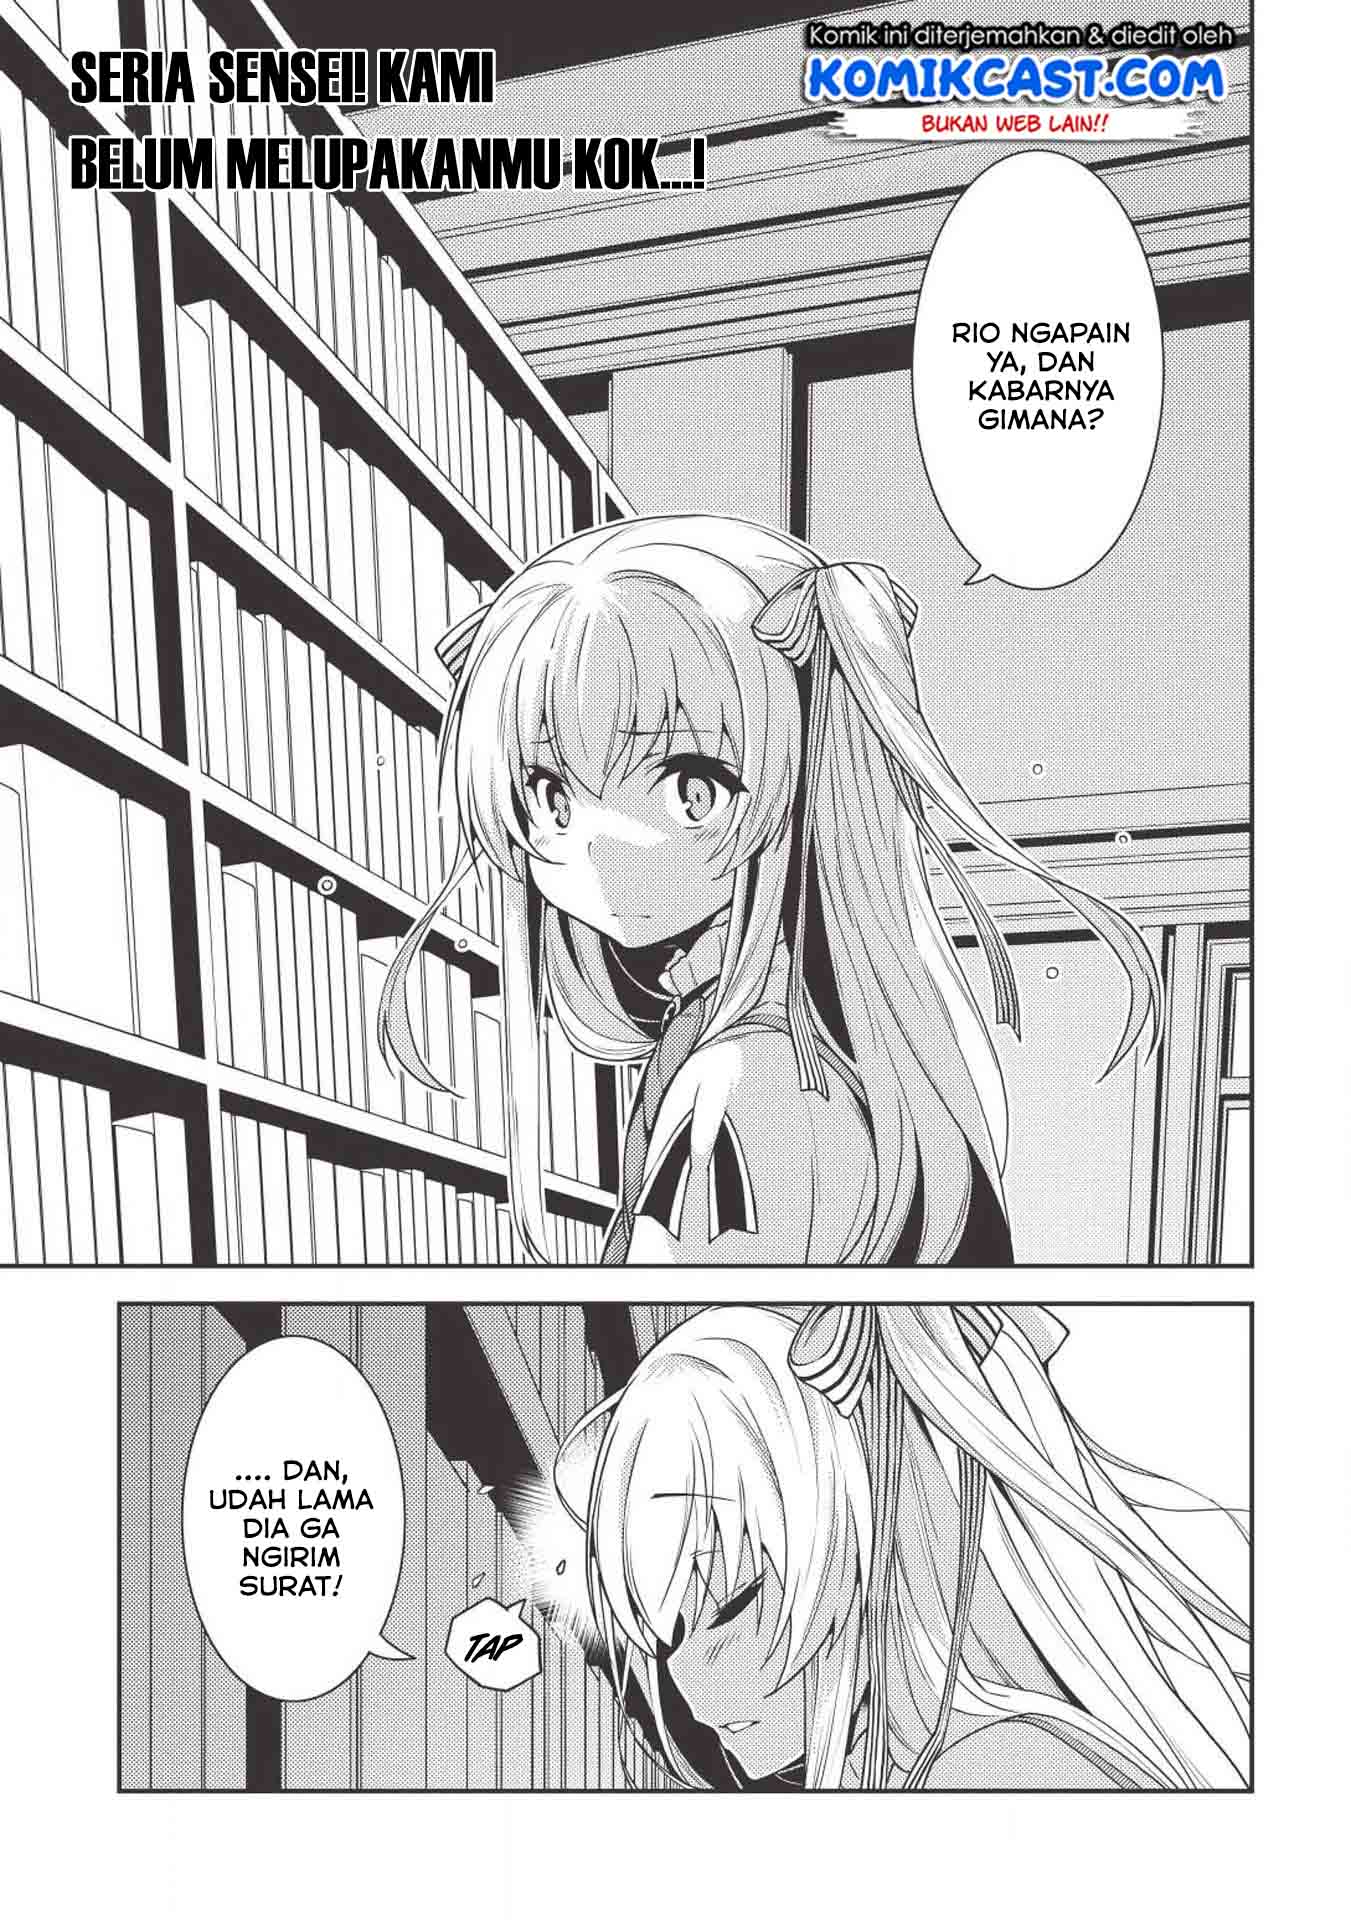 SERIA SENSEI! KAMI
BELUM MELUPAKANMU KOK...!
Komik ini diterjemahkan & diedit oleh
KOMIKCAST.COM
BUKAN WEB LAIN!!
RIO NGAPAIN
YA, DAN
KABARNYA
GIMANA?
.... DAN,
UDAH LAMA
DIA GA
NGIRIM
SURAT!
TAP